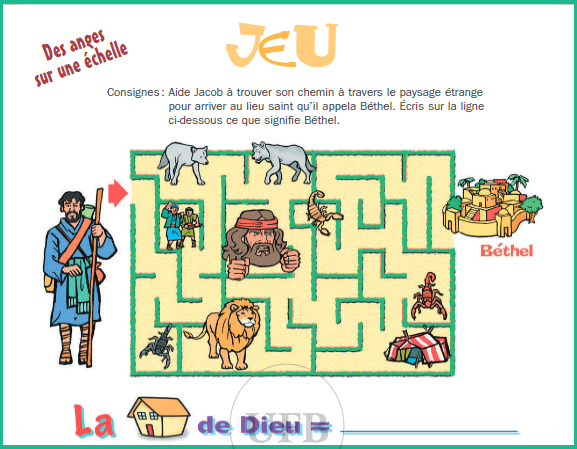 Des anges
sur une échelle
JEU
Consignes : Aide Jacob à trouver son chemin à travers le paysage étrange
pour arriver au lieu saint qu'il appela Béthel. Écris sur la ligne
ci-dessous ce que signifie Béthel.
Béthel
La de Dieu = 
UFB